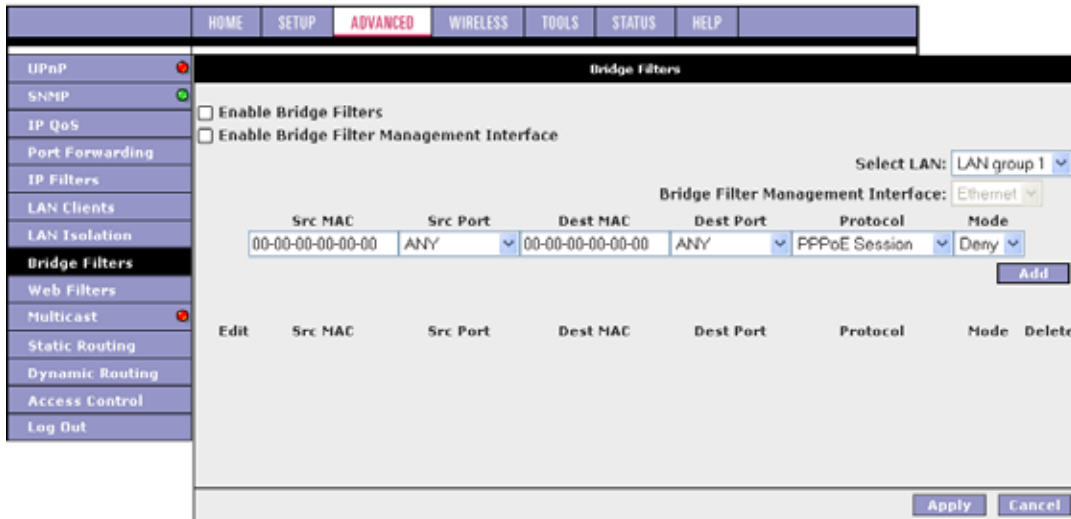 HOME SETUP ADVANCED WIRELESS TOOLS STATUS HELP
UPnP
SNMP
IP QoS
Port Forwarding
IP Filters
LAN Clients
LAN Isolation
Bridge Filters
Web Filters
Multicast
Static Routing
Dynamic Routing
Access Control
Log Out
Bridge Filters
Enable Bridge Filters
Enable Bridge Filter Management Interface
Select LAN: LAN group 1
Bridge Filter Management Interface: Ethernet
Src MAC Src Port Dest MAC Dest Port Protocol Mode
00-00-00-00-00-00 ANY 00-00-00-00-00-00 ANY PPPoE Session Deny
Add
Edit Src MAC Src Port Dest MAC Dest Port Protocol Mode Delete
Apply Cancel